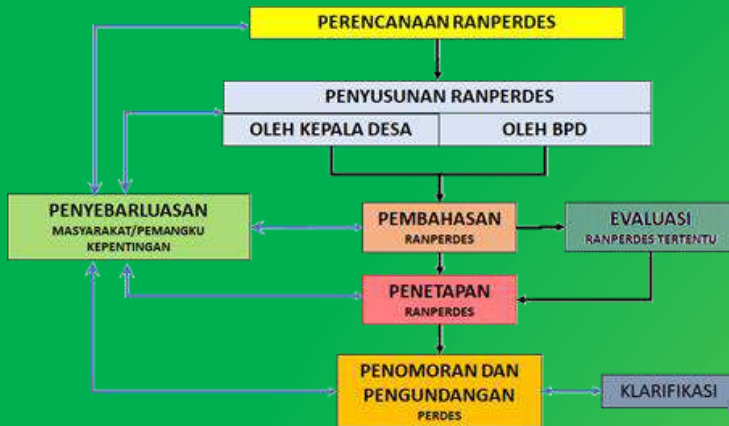 PERENCANAAN RANPERDES
PENYUSUNAN RANPERDES
OLEH KEPALA DESA
OLEH BPD
PENYEBARLUASAN
MASYARAKAT/PEMANGKU
KEPENTINGAN
PEMBAHASAN
RANPERDES
EVALUASI
RANPERDES TERTENTU
PENETAPAN
RANPERDES
PENOMORAN DAN
PENGUNDANGAN
PERDES
KLARIFIKASI